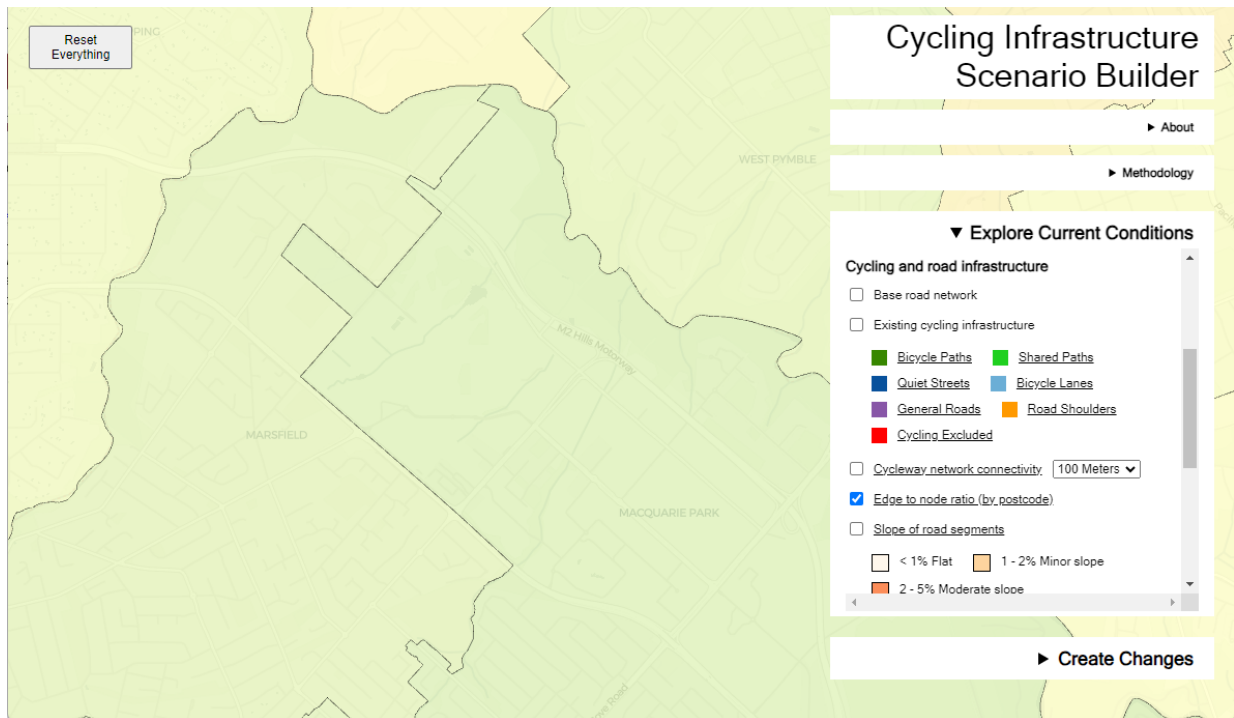 Reset
Everything
PING
Cycling Infrastructure
Scenario Builder
► About
WEST PYMBLE
► Methodology
▼ Explore Current Conditions
Cycling and road infrastructure
Base road network
Existing cycling infrastructure
M2 Hills Motorway
Bicycle Paths
Shared Paths
Quiet Streets
Bicycle Lanes
General Roads
Road Shoulders
MARSFIELD
Cycling Excluded
Cycleway network connectivity
100 Meters
Edge to node ratio (by postcode)
MACQUARIE PARK
Slope of road segments
< 1% Flat
1 - 2% Minor slope
2 - 5% Moderate slope
► Create Changes
Road